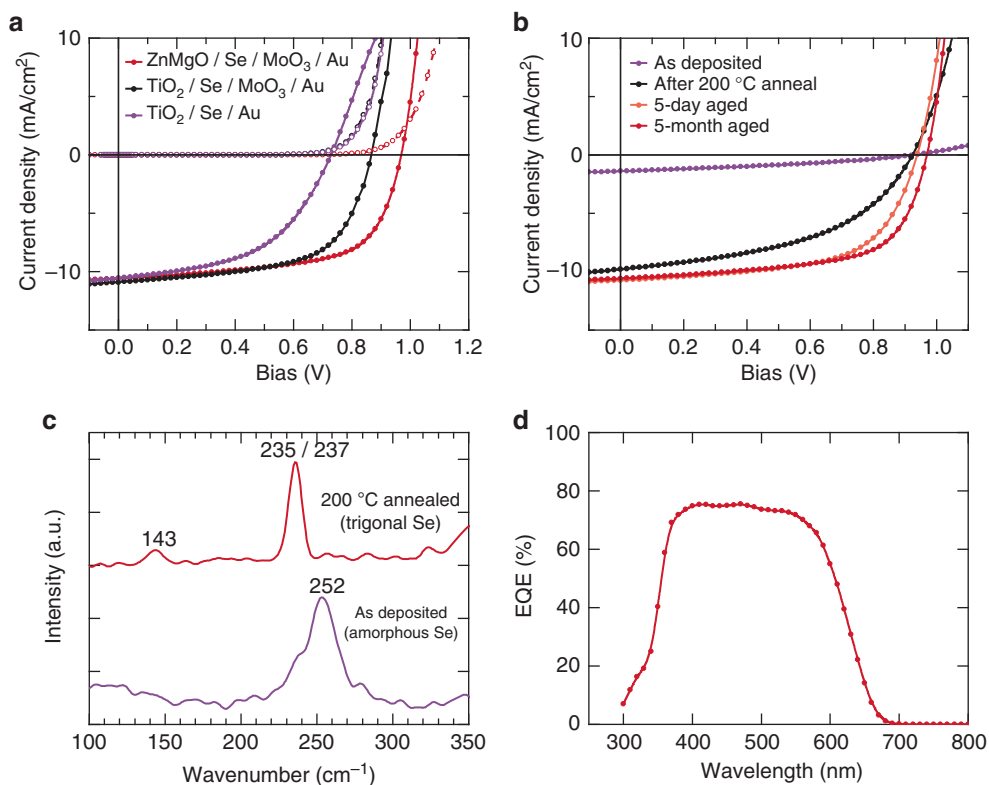 a
10
0
−10
Current density (mA/cm²)
ZnMgO / Se / MoO₃ / Au
TiO₂ / Se / MoO₃ / Au
TiO₂ / Se / Au
0.0 0.2 0.4 0.6 0.8 1.0 1.2
Bias (V)
b
10
0
−10
Current density (mA/cm²)
As deposited
After 200 °C anneal
5-day aged
5-month aged
0.0 0.2 0.4 0.6 0.8 1.0
Bias (V)
c
Intensity (a.u.)
235 / 237
200 °C annealed
(trigonal Se)
143
252
As deposited
(amorphous Se)
100 150 200 250 300 350
Wavenumber (cm⁻¹)
d
100
80
60
40
20
0
EQE (%)
300 400 500 600 700 800
Wavelength (nm)